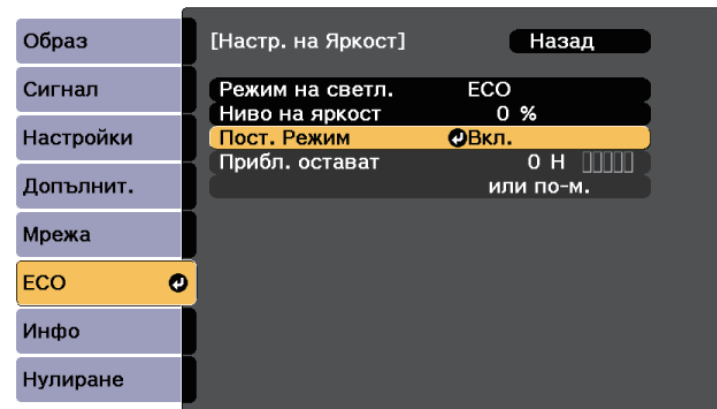 Образ
Сигнал
Настройки
Допълнит.
Мрежа
ECO
Инфо
Нулиране
[Настр. на Яркост] Назад
Режим на светл. ECO
Ниво на яркост 0 %
Пост. Режим Вкл.
Прибл. остават 0 H
или по-м.